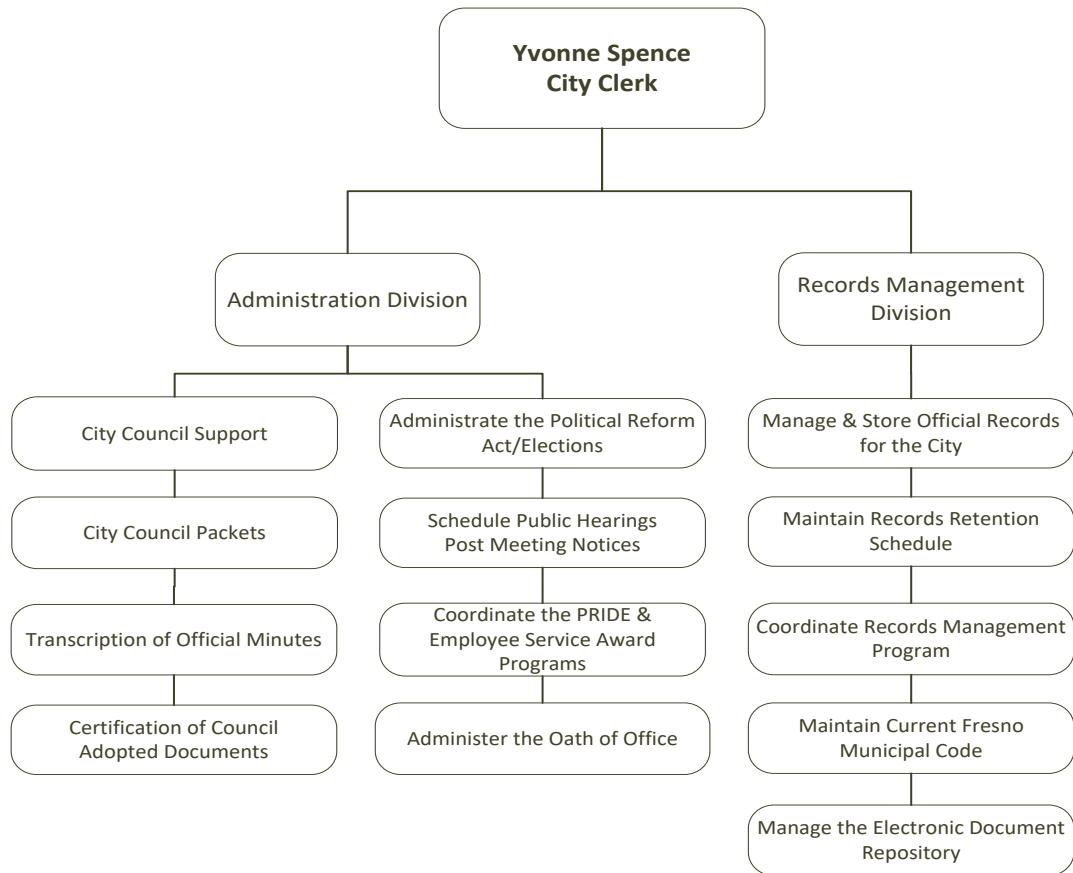 Yvonne Spence
City Clerk
Administration Division
Records Management
Division
City Council Support
City Council Packets
Transcription of Official Minutes
Certification of Council
Adopted Documents
Administrate the Political Reform
Act/Elections
Schedule Public Hearings
Post Meeting Notices
Coordinate the PRIDE &
Employee Service Award
Programs
Administer the Oath of Office
Manage & Store Official Records
for the City
Maintain Records Retention
Schedule
Coordinate Records Management
Program
Maintain Current Fresno
Municipal Code
Manage the Electronic Document
Repository